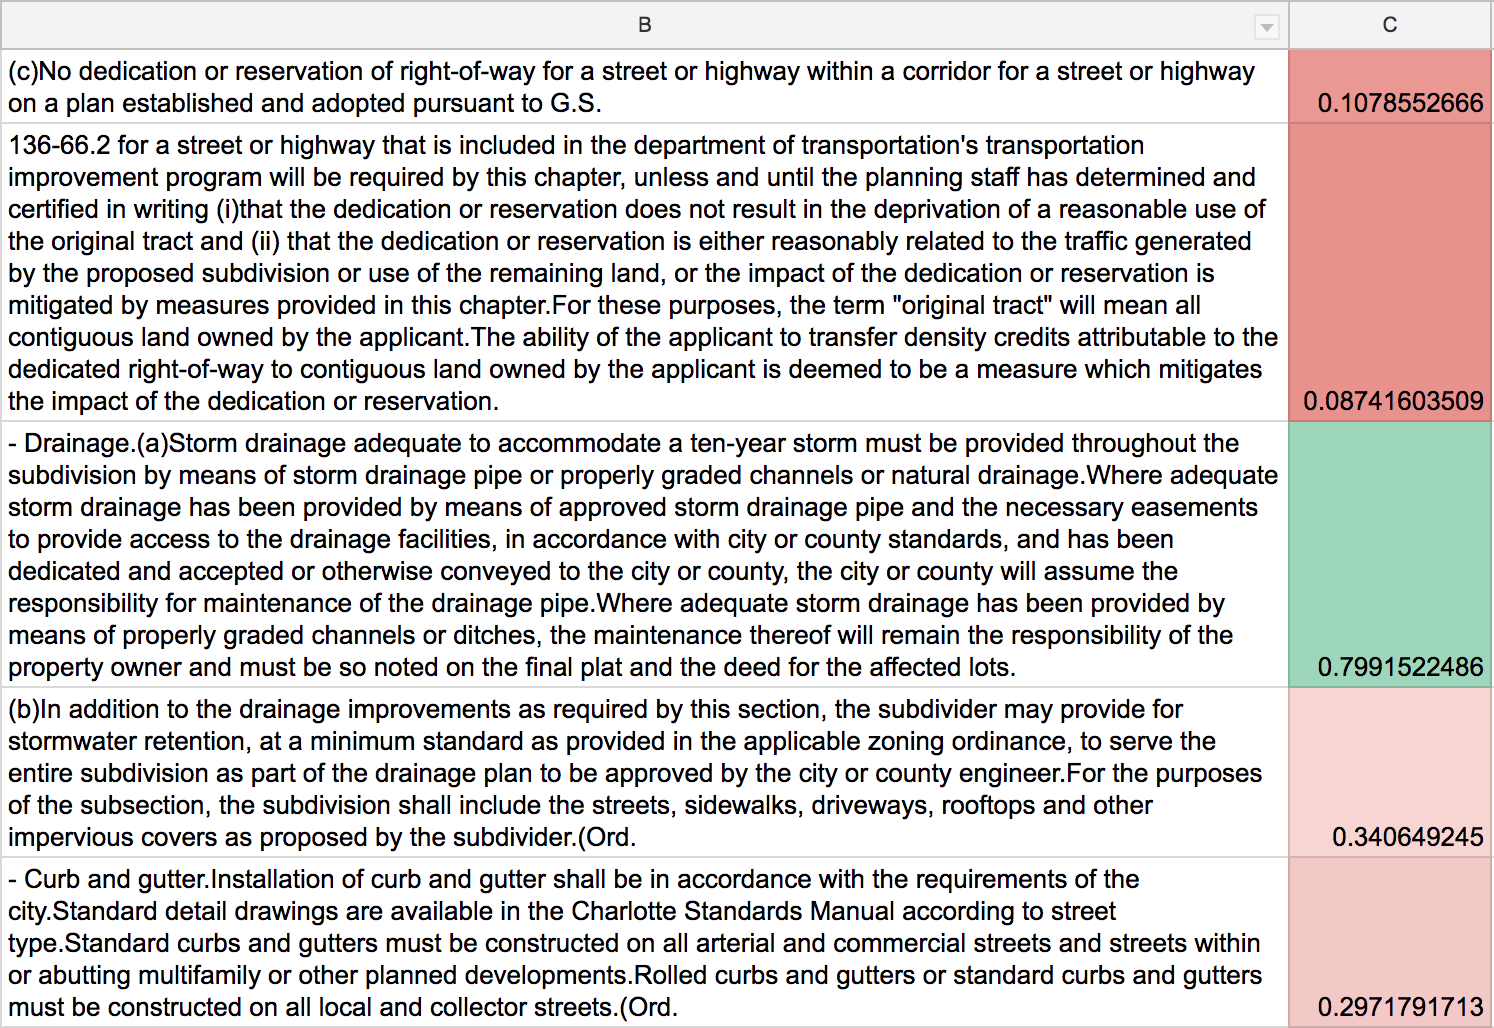 B
C
(c)No dedication or reservation of right-of-way for a street or highway within a corridor for a street or highway
on a plan established and adopted pursuant to G.S.
0.1078552666
136-66.2 for a street or highway that is included in the department of transportation's transportation
improvement program will be required by this chapter, unless and until the planning staff has determined and
certified in writing (i)that the dedication or reservation does not result in the deprivation of a reasonable use of
the original tract and (ii) that the dedication or reservation is either reasonably related to the traffic generated
by the proposed subdivision or use of the remaining land, or the impact of the dedication or reservation is
mitigated by measures provided in this chapter.For these purposes, the term "original tract" will mean all
contiguous land owned by the applicant.The ability of the applicant to transfer density credits attributable to the
dedicated right-of-way to contiguous land owned by the applicant is deemed to be a measure which mitigates
the impact of the dedication or reservation.
0.08741603509
- Drainage.(a)Storm drainage adequate to accommodate a ten-year storm must be provided throughout the
subdivision by means of storm drainage pipe or properly graded channels or natural drainage.Where adequate
storm drainage has been provided by means of approved storm drainage pipe and the necessary easements
to provide access to the drainage facilities, in accordance with city or county standards, and has been
dedicated and accepted or otherwise conveyed to the city or county, the city or county will assume the
responsibility for maintenance of the drainage pipe.Where adequate storm drainage has been provided by
means of properly graded channels or ditches, the maintenance thereof will remain the responsibility of the
property owner and must be so noted on the final plat and the deed for the affected lots.
0.7991522486
(b)In addition to the drainage improvements as required by this section, the subdivider may provide for
stormwater retention, at a minimum standard as provided in the applicable zoning ordinance, to serve the
entire subdivision as part of the drainage plan to be approved by the city or county engineer.For the purposes
of the subsection, the subdivision shall include the streets, sidewalks, driveways, rooftops and other
impervious covers as proposed by the subdivider.(Ord.
0.340649245
- Curb and gutter.Installation of curb and gutter shall be in accordance with the requirements of the
city.Standard detail drawings are available in the Charlotte Standards Manual according to street
type.Standard curbs and gutters must be constructed on all arterial and commercial streets and streets within
or abutting multifamily or other planned developments.Rolled curbs and gutters or standard curbs and gutters
must be constructed on all local and collector streets.(Ord.
0.2971791713